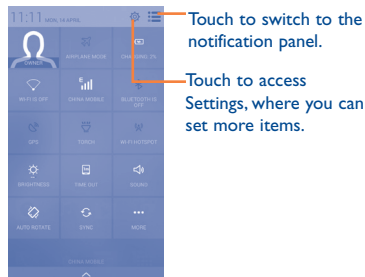 11:11 MON, 14 APRIL
Touch to switch to the
notification panel.
OWNER
AIRPLANE MODE
CHARGING, 2%
Touch to access
Settings, where you can
set more items.
WI-FI IS OFF
CHINA MOBILE
BLUETOOTH IS
OFF
GPS
TORCH
WI-FI HOTSPOT
BRIGHTNESS
TIME OUT
SOUND
AUTO ROTATE
SYNC
MORE
CHINA MOBILE